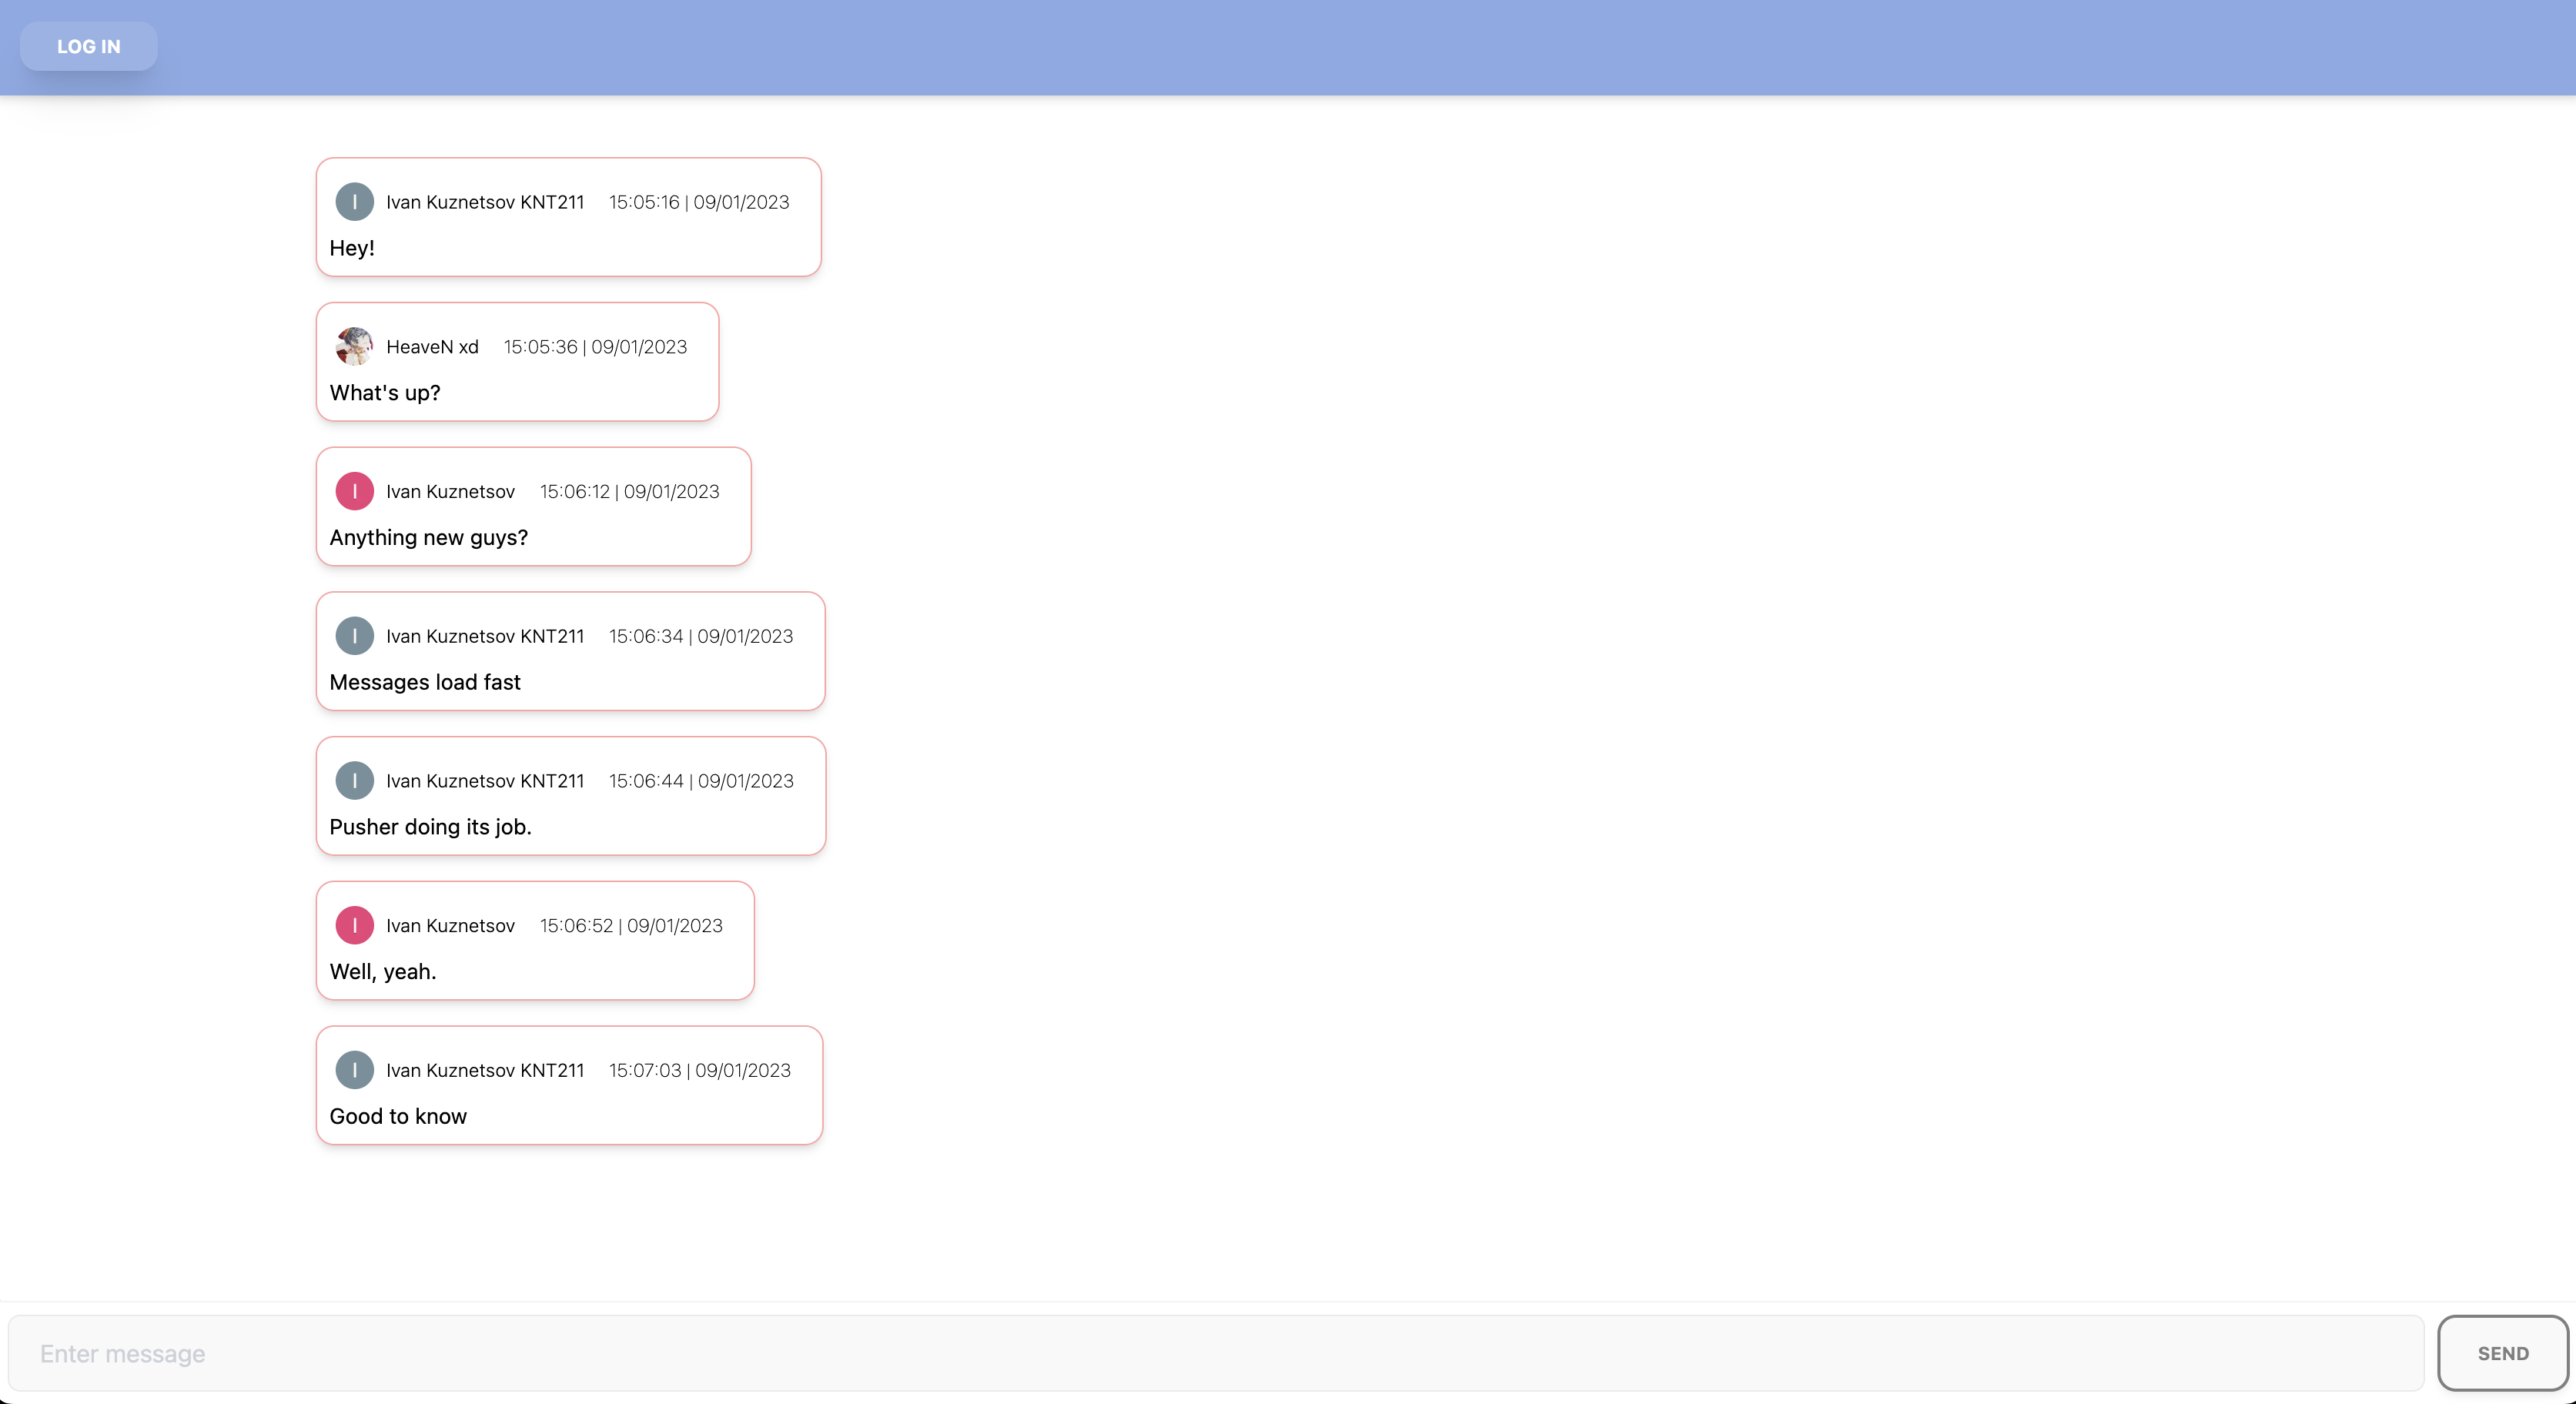 LOG IN
I Ivan Kuznetsov KNT211 15:05:16 | 09/01/2023
Hey!
HeaveN xd 15:05:36 | 09/01/2023
What's up?
I Ivan Kuznetsov 15:06:12 | 09/01/2023
Anything new guys?
I Ivan Kuznetsov KNT211 15:06:34 | 09/01/2023
Messages load fast
I Ivan Kuznetsov KNT211 15:06:44 | 09/01/2023
Pusher doing its job.
I Ivan Kuznetsov 15:06:52 | 09/01/2023
Well, yeah.
I Ivan Kuznetsov KNT211 15:07:03 | 09/01/2023
Good to know
Enter message SEND